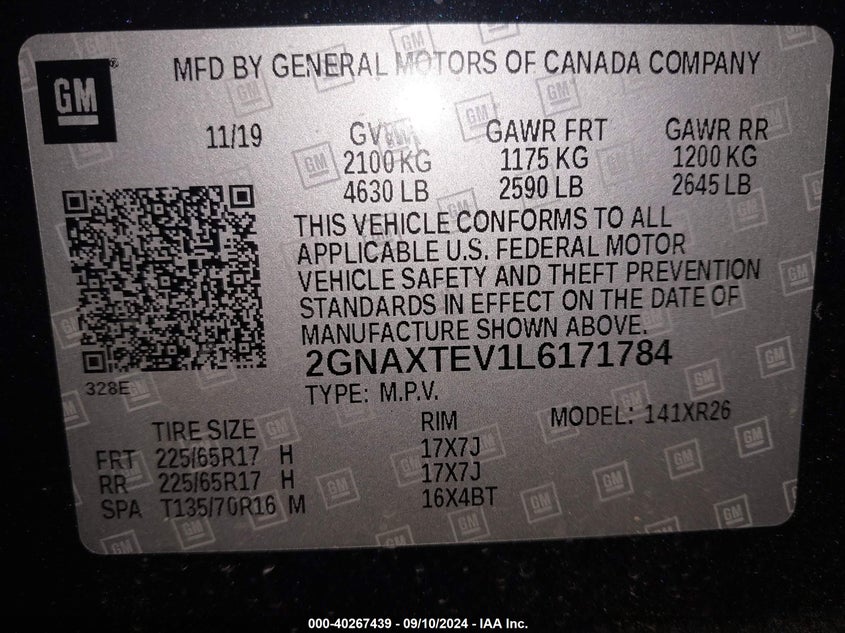 GM
MFD BY GENERAL MOTORS OF CANADA COMPANY
11/19
GVWR GAWR FRT GAWR RR
2100 KG 1175 KG 1200 KG
4630 LB 2590 LB 2645 LB
THIS VEHICLE CONFORMS TO ALL
APPLICABLE U.S. FEDERAL MOTOR
VEHICLE SAFETY AND THEFT PREVENTION
STANDARDS IN EFFECT ON THE DATE OF
MANUFACTURE SHOWN ABOVE.
2GNAXTEV1L6171784
328E
TYPE: M.P.V.
TIRE SIZE RIM MODEL: 141XR26
FRT 225/65R17 H 17X7J
RR 225/65R17 H 17X7J
SPA T135/70R16 M 16X4BT
000-40267439 - 09/10/2024 - IAA Inc.